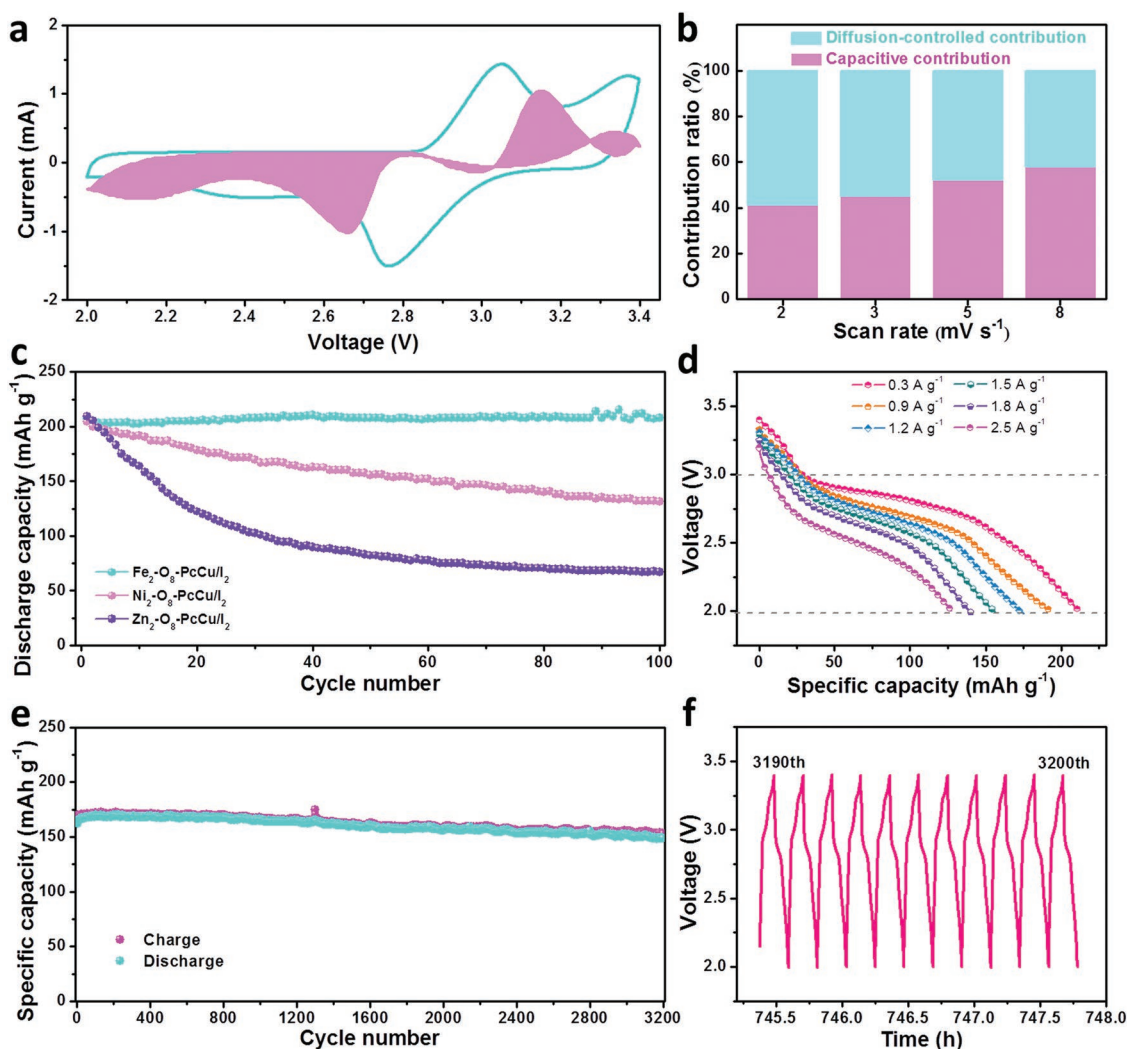 a
2
1
0
-1
-2
Current (mA)
2.0 2.2 2.4 2.6 2.8 3.0 3.2 3.4
Voltage (V)
b
Diffusion-controlled contribution
Capacitive contribution
100
80
60
40
20
0
Contribution ratio (%)
2 3 5 8
Scan rate (mV s⁻¹)
c
250
200
150
100
50
0
Discharge capacity (mAh g⁻¹)
Fe₂-O₈-PcCu/I₂
Ni₂-O₈-PcCu/I₂
Zn₂-O₈-PcCu/I₂
0 20 40 60 80 100
Cycle number
d
0.3 A g⁻¹ 1.5 A g⁻¹
0.9 A g⁻¹ 1.8 A g⁻¹
1.2 A g⁻¹ 2.5 A g⁻¹
3.5
3.0
2.5
2.0
Voltage (V)
0 50 100 150 200
Specific capacity (mAh g⁻¹)
e
250
200
150
100
50
0
Specific capacity (mAh g⁻¹)
Charge
Discharge
0 400 800 1200 1600 2000 2400 2800 3200
Cycle number
f
3190th 3200th
3.5
3.0
2.5
2.0
Voltage (V)
745.5 746.0 746.5 747.0 747.5 748.0
Time (h)